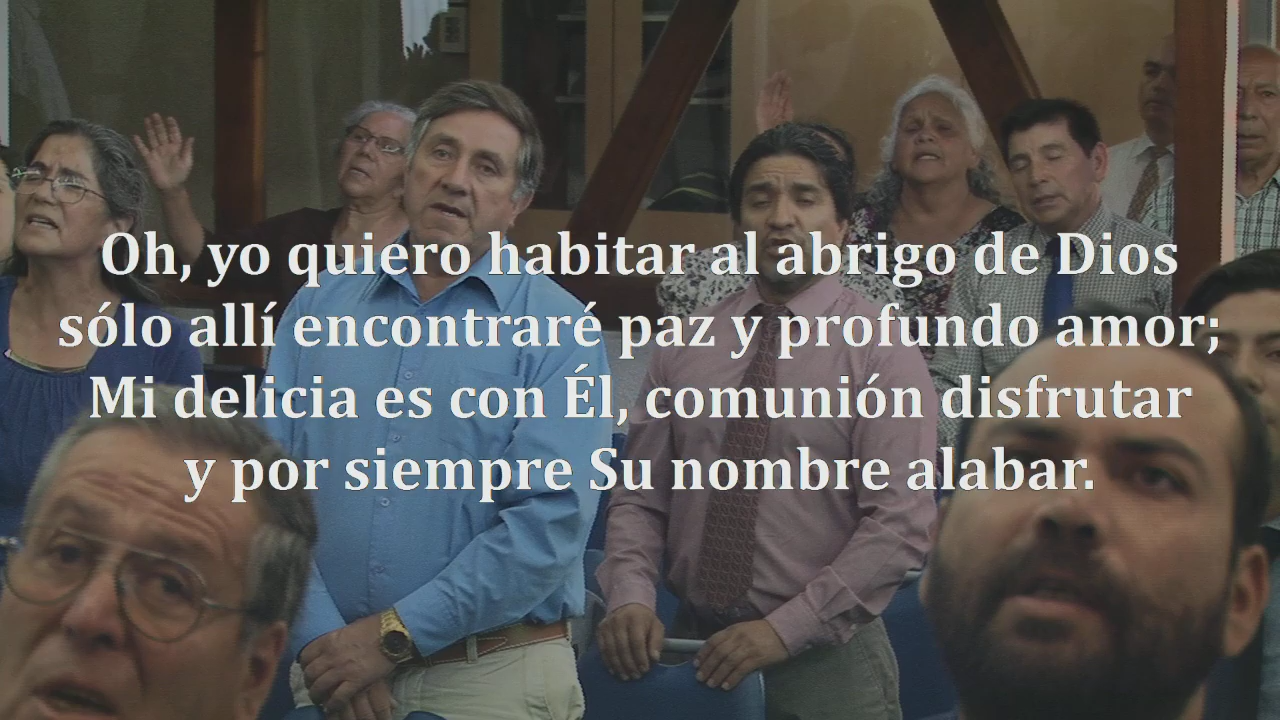 Oh, yo quiero habitar al abrigo de Dios
sólo allí encontraré paz y profundo amor;
Mi delicia es con Él, comunión disfrutar
y por siempre Su nombre alabar.